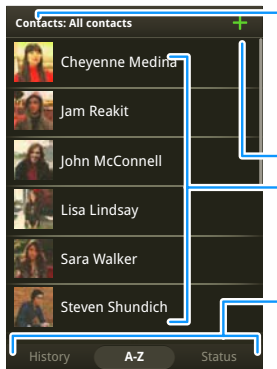 Contacts: All contacts +
Cheyenne Medina
Jam Reakit
John McConnell
Lisa Lindsay
Sara Walker
Steven Shundich
History A-Z Status